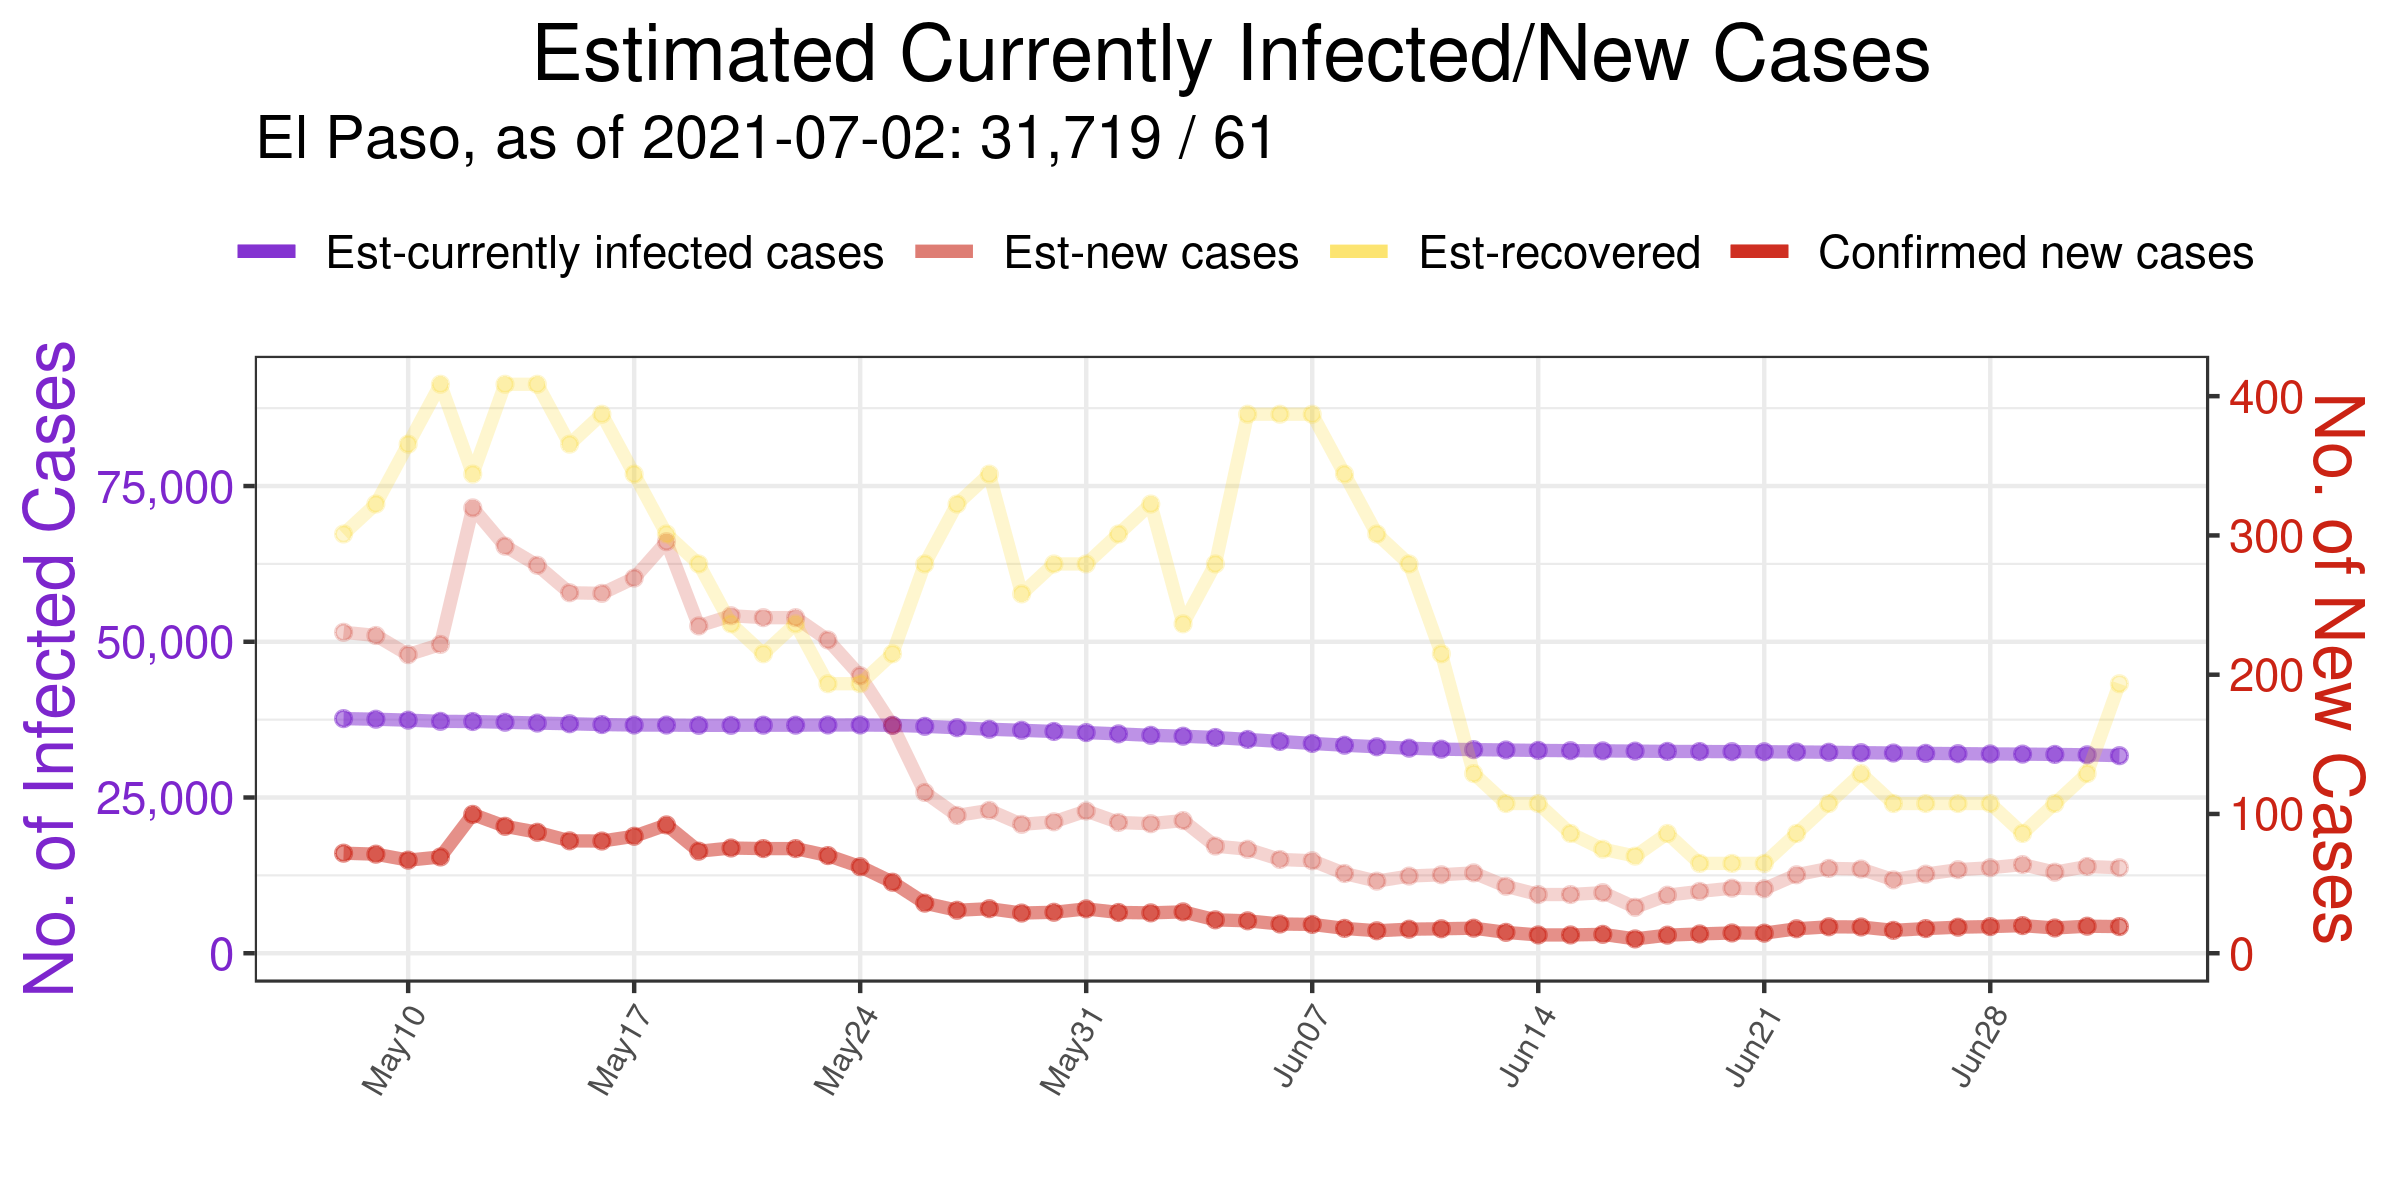 Estimated Currently Infected/New Cases
El Paso, as of 2021-07-02: 31,719 / 61
Est-currently infected cases Est-new cases Est-recovered Confirmed new cases
No. of Infected Cases
75,000
50,000
25,000
0
400
300
200
100
0
No. of New Cases
May10 May17 May24 May31 Jun07 Jun14 Jun21 Jun28